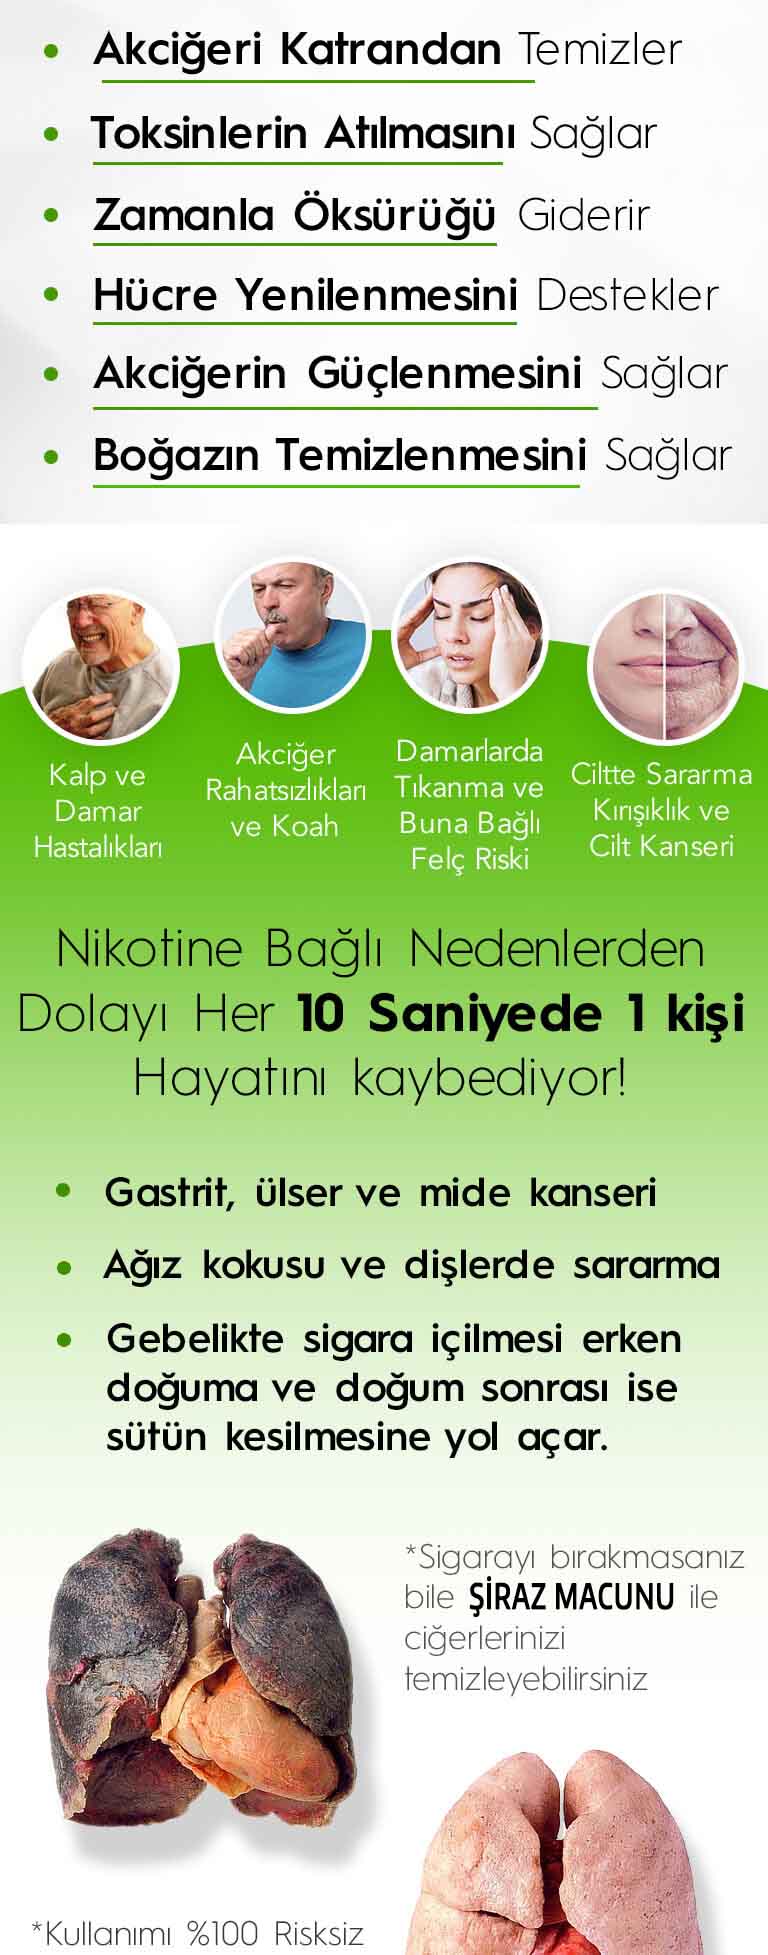 Akciğeri Katrandan Temizler
Toksinlerin Atılmasını Sağlar
Zamanla Öksürüğü Giderir
Hücre Yenilenmesini Destekler
Akciğerin Güçlenmesini Sağlar
Boğazın Temizlenmesini Sağlar
Kalp ve
Damar
Hastalıkları
Akciğer
Rahatsızlıkları
ve Koah
Damarlarda
Tıkanma ve
Buna Bağlı
Felç Riski
Ciltte Sararma
Kırışıklık ve
Cilt Kanseri
Nikotine Bağlı Nedenlerden
Dolayı Her 10 Saniyede 1 kişi
Hayatını kaybediyor!
Gastrit, ülser ve mide kanseri
Ağız kokusu ve dişlerde sararma
Gebelikte sigara içilmesi erken
doğuma ve doğum sonrası ise
sütün kesilmesine yol açar.
*Sigarayı bırakmasanız
bile ŞİRAZ MACUNU ile
ciğerlerinizi
temizleyebilirsiniz
*Kullanımı %100 Risksiz